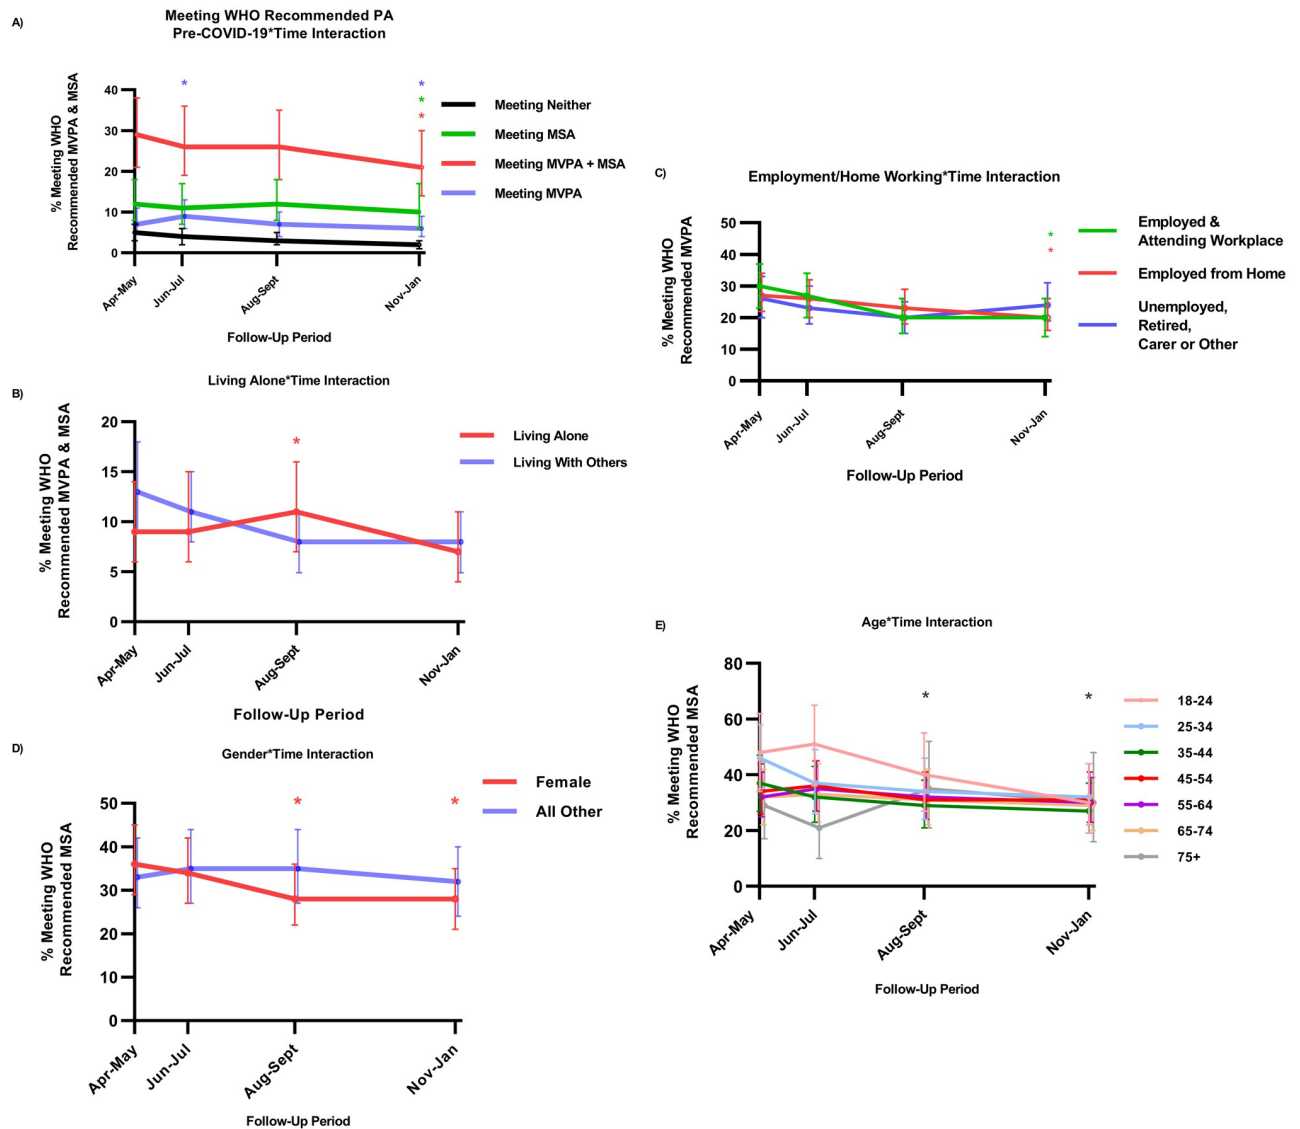 A)
Meeting WHO Recommended PA
Pre-COVID-19*Time Interaction
% Meeting WHO
Recommended MVPA & MSA
40
30
20
10
0
*
*
*
*
Apr-May
Jun-Jul
Aug-Sept
Nov-Jan
Follow-Up Period
Meeting Neither
Meeting MSA
Meeting MVPA + MSA
Meeting MVPA
B)
Living Alone*Time Interaction
% Meeting WHO
Recommended MVPA & MSA
20
15
10
5
0
*
Apr-May
Jun-Jul
Aug-Sept
Nov-Jan
Follow-Up Period
Living Alone
Living With Others
C)
Employment/Home Working*Time Interaction
% Meeting WHO
Recommended MVPA
50
40
30
20
10
0
*
*
Apr-May
Jun-Jul
Aug-Sept
Nov-Jan
Follow-Up Period
Employed &
Attending Workplace
Employed from Home
Unemployed,
Retired,
Carer or Other
D)
Gender*Time Interaction
% Meeting WHO
Recommended MSA
50
40
30
20
10
0
*
*
Apr-May
Jun-Jul
Aug-Sept
Nov-Jan
Follow-Up Period
Female
All Other
E)
Age*Time Interaction
% Meeting WHO
Recommended MSA
80
60
40
20
0
*
*
Apr-May
Jun-Jul
Aug-Sept
Nov-Jan
Follow-Up Period
18-24
25-34
35-44
45-54
55-64
65-74
75+